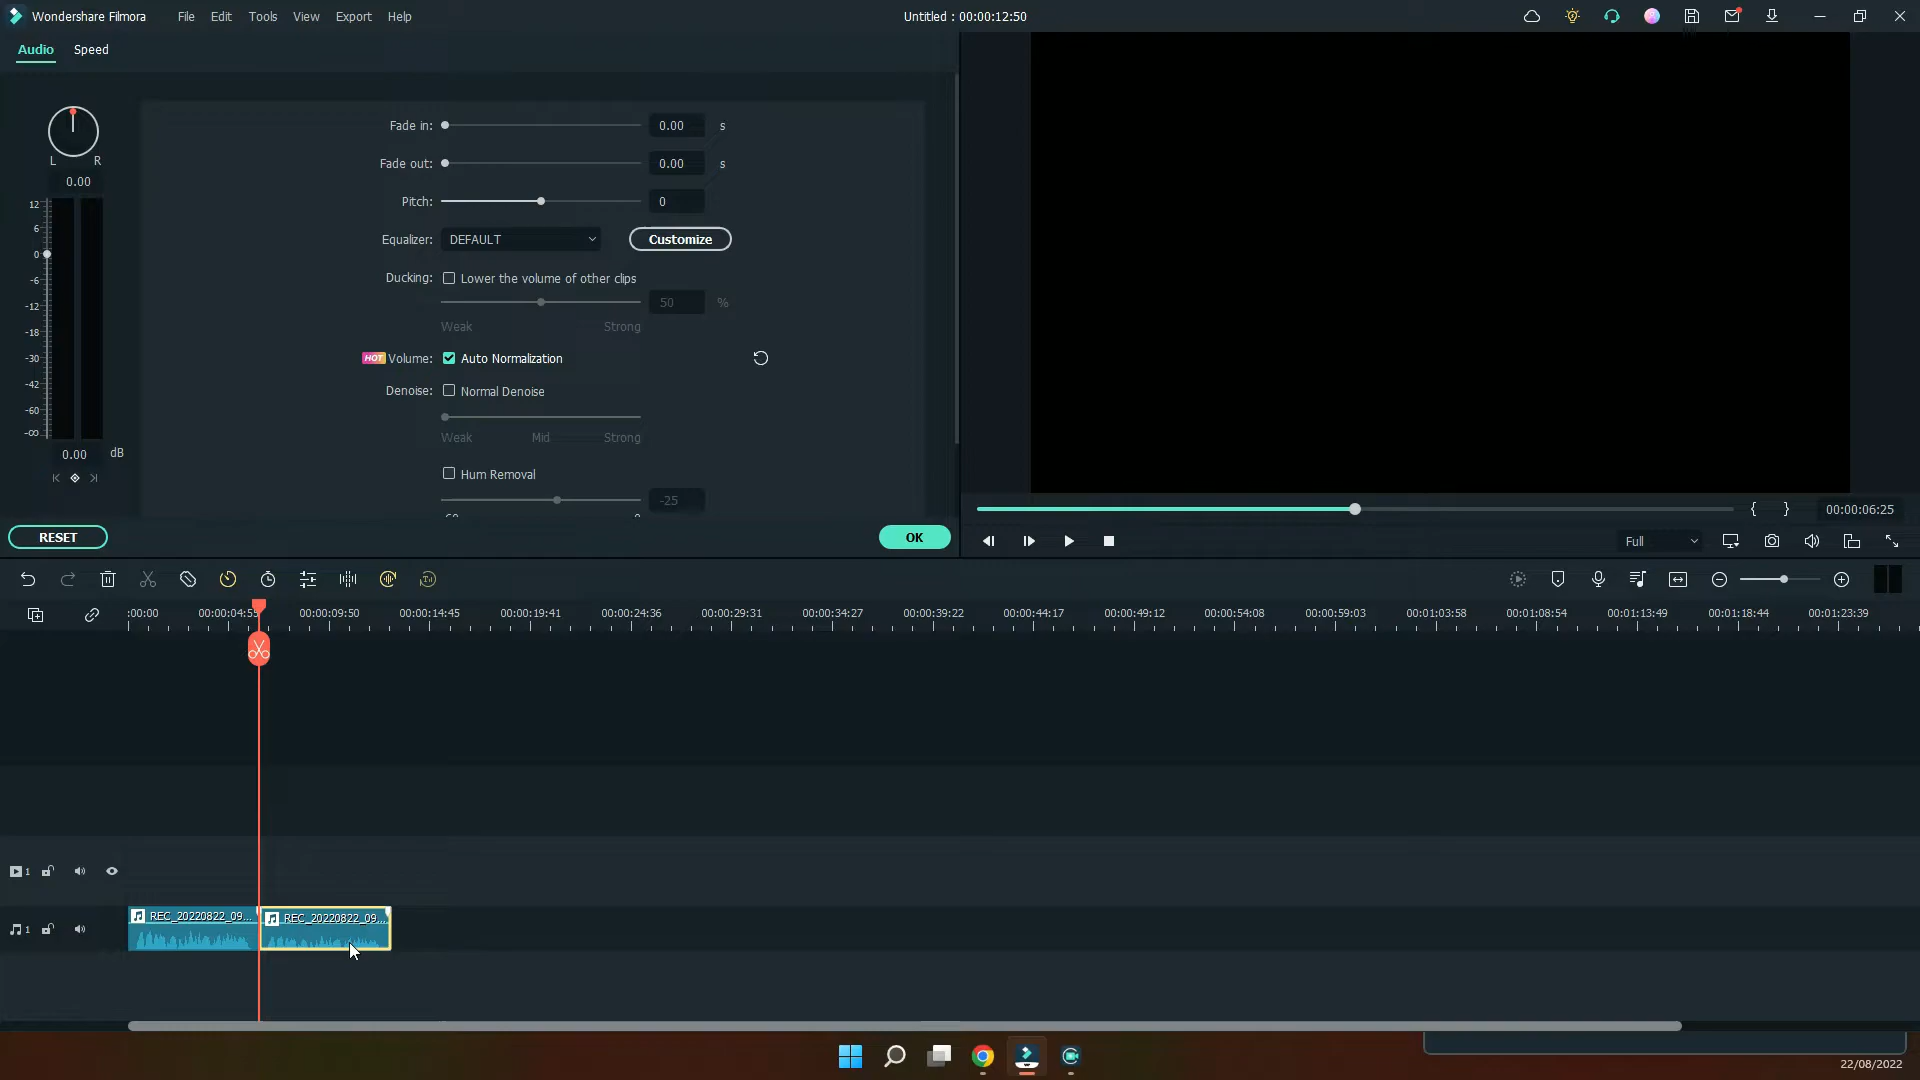 Wondershare Filmora File Edit Tools View Export Help Untitled : 00:00:12:50
Audio Speed
Fade in: 0.00 s
Fade out: 0.00 s
L R
0.00
Pitch: 0
Equalizer: DEFAULT Customize
Ducking: Lower the volume of other clips
50 %
Weak Strong
HOT Volume: Auto Normalization
Denoise: Normal Denoise
Weak Mid Strong
Hum Removal
-25
12
6
0
-6
-12
-18
-30
-42
-60
-∞
0.00 dB
RESET OK
{ } 00:00:06:25
Full
:00:00 00:00:04:55 00:00:09:50 00:00:14:45 00:00:19:41 00:00:24:36 00:00:29:31 00:00:34:27 00:00:39:22 00:00:44:17 00:00:49:12 00:00:54:08 00:00:59:03 00:01:03:58 00:01:08:54 00:01:13:49 00:01:18:44 00:01:23:39
1
REC_20220822_09... REC_20220822_09...
1
22/08/2022